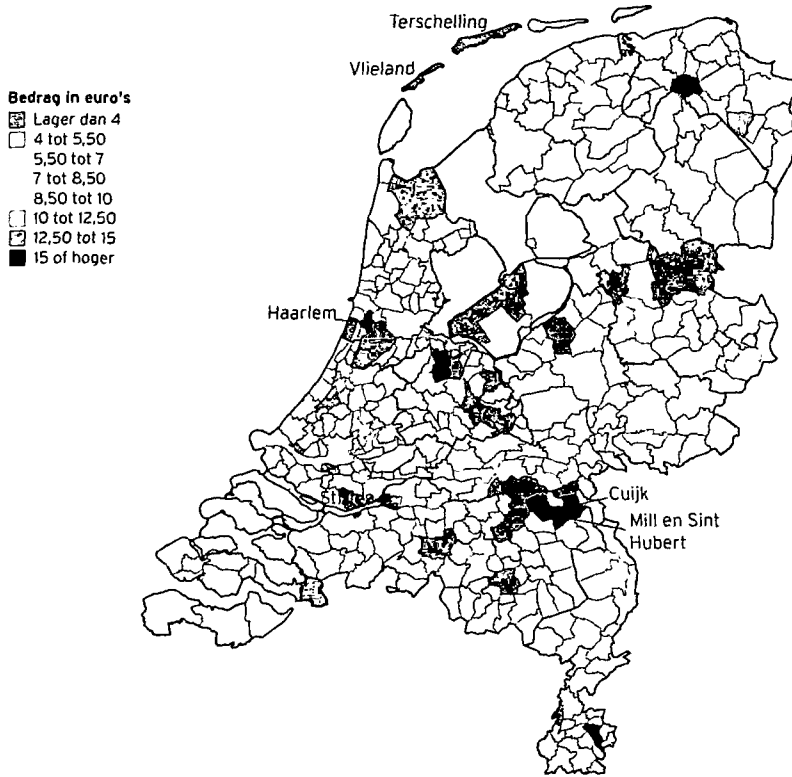 Terschelling
Vlieland
Bedrag in euro's
Lager dan 4
4 tot 5,50
5,50 tot 7
7 tot 8,50
8,50 tot 10
10 tot 12,50
12,50 tot 15
15 of hoger
Haarlem
Cuijk
Mill en Sint
Hubert